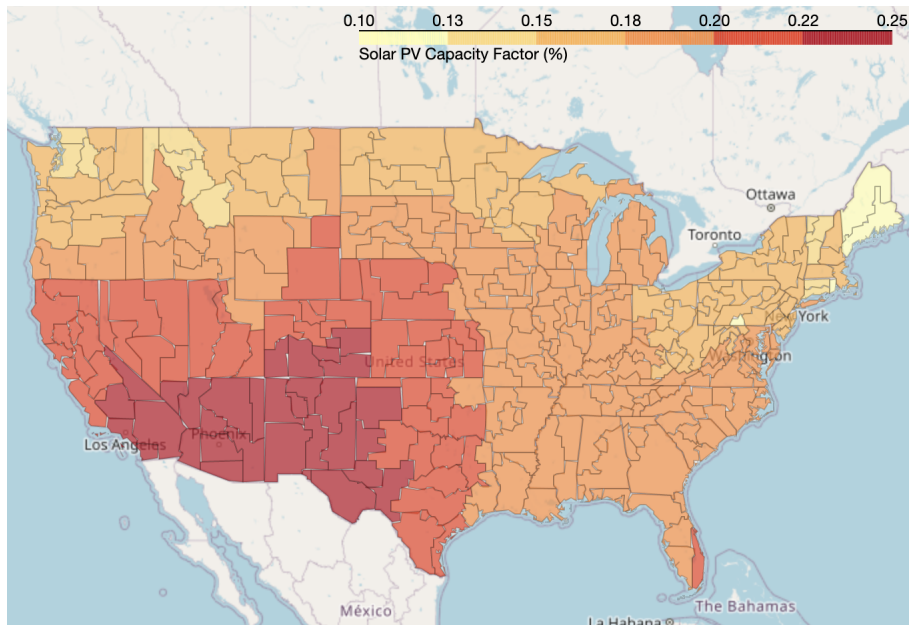 0.10 0.13 0.15 0.18 0.20 0.22 0.25
Solar PV Capacity Factor (%)
Ottawa
Toronto
New York
United States
Washington
Phoenix
Los Angeles
México
The Bahamas
La Habana